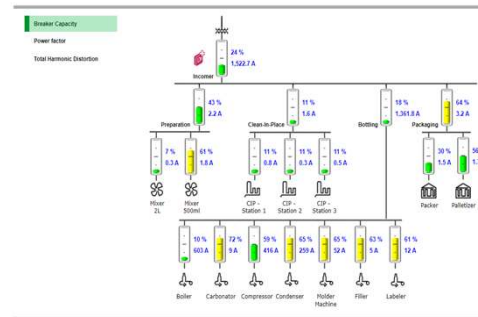 Breaker Capacity
Power factor
Total Harmonic Distortion
24 %
1,522.7 A
Incomer
43 %
2.2 A
11 %
1.6 A
18 %
1,361.8 A
64 %
3.2 A
Preparation
Clean-In-Place
Bottling
Packaging
7 %
0.3 A
61 %
1.8 A
11 %
0.8 A
11 %
0.3 A
11 %
0.5 A
30 %
1.5 A
Mixer
2L
Mixer
500ml
CIP -
Station 1
CIP -
Station 2
CIP -
Station 3
Packer
Palletizer
10 %
603 A
72 %
9 A
59 %
416 A
65 %
259 A
65 %
52 A
63 %
5 A
61 %
12 A
Boiler
Carbonator
Compressor
Condenser
Molder
Machine
Filler
Labeler